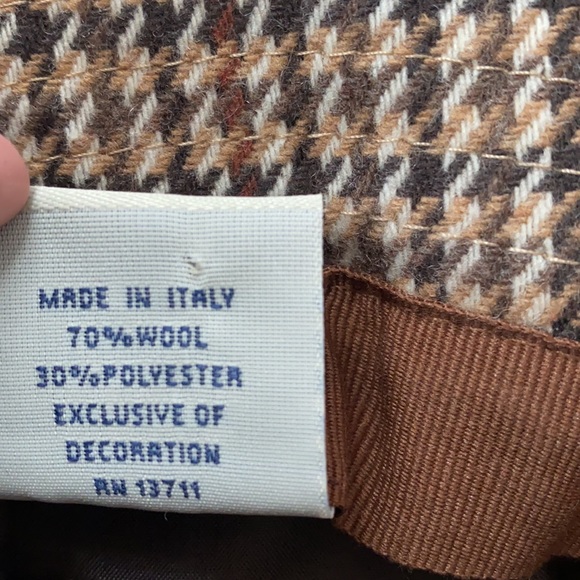 MADE IN ITALY
70%WOOL
30%POLYESTER
EXCLUSIVE OF
DECORATION
RN 13711